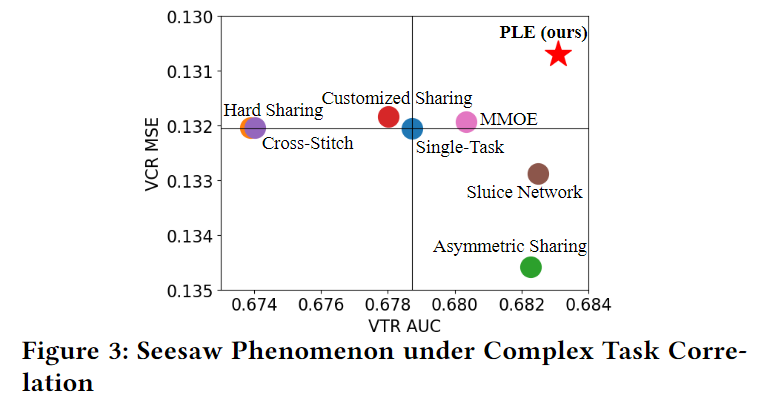 0.130
PLE (ours)
0.131
Customized Sharing
Hard Sharing
MMOE
0.132
Cross-Stitch
Single-Task
VCR MSE
0.133
Sluice Network
0.134
Asymmetric Sharing
0.135
0.674 0.676 0.678 0.680 0.682 0.684
VTR AUC
Figure 3: Seesaw Phenomenon under Complex Task Corre-
lation